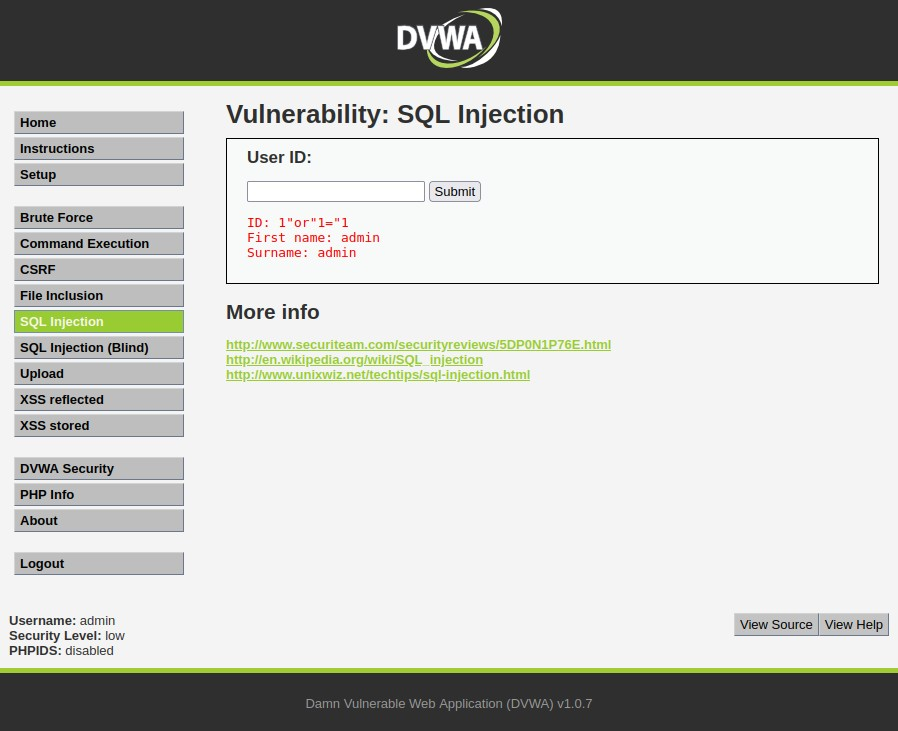 DVWA
Vulnerability: SQL Injection
Home
Instructions
Setup
Brute Force
Command Execution
CSRF
File Inclusion
SQL Injection
SQL Injection (Blind)
Upload
XSS reflected
XSS stored
DVWA Security
PHP Info
About
Logout
User ID:
Submit
ID: 1"or"1="1
First name: admin
Surname: admin
More info
http://www.securiteam.com/securityreviews/5DP0N1P76E.html
http://en.wikipedia.org/wiki/SQL_injection
http://www.unixwiz.net/techtips/sql-injection.html
Username: admin
Security Level: low
PHPIDS: disabled
View Source View Help
Damn Vulnerable Web Application (DVWA) v1.0.7